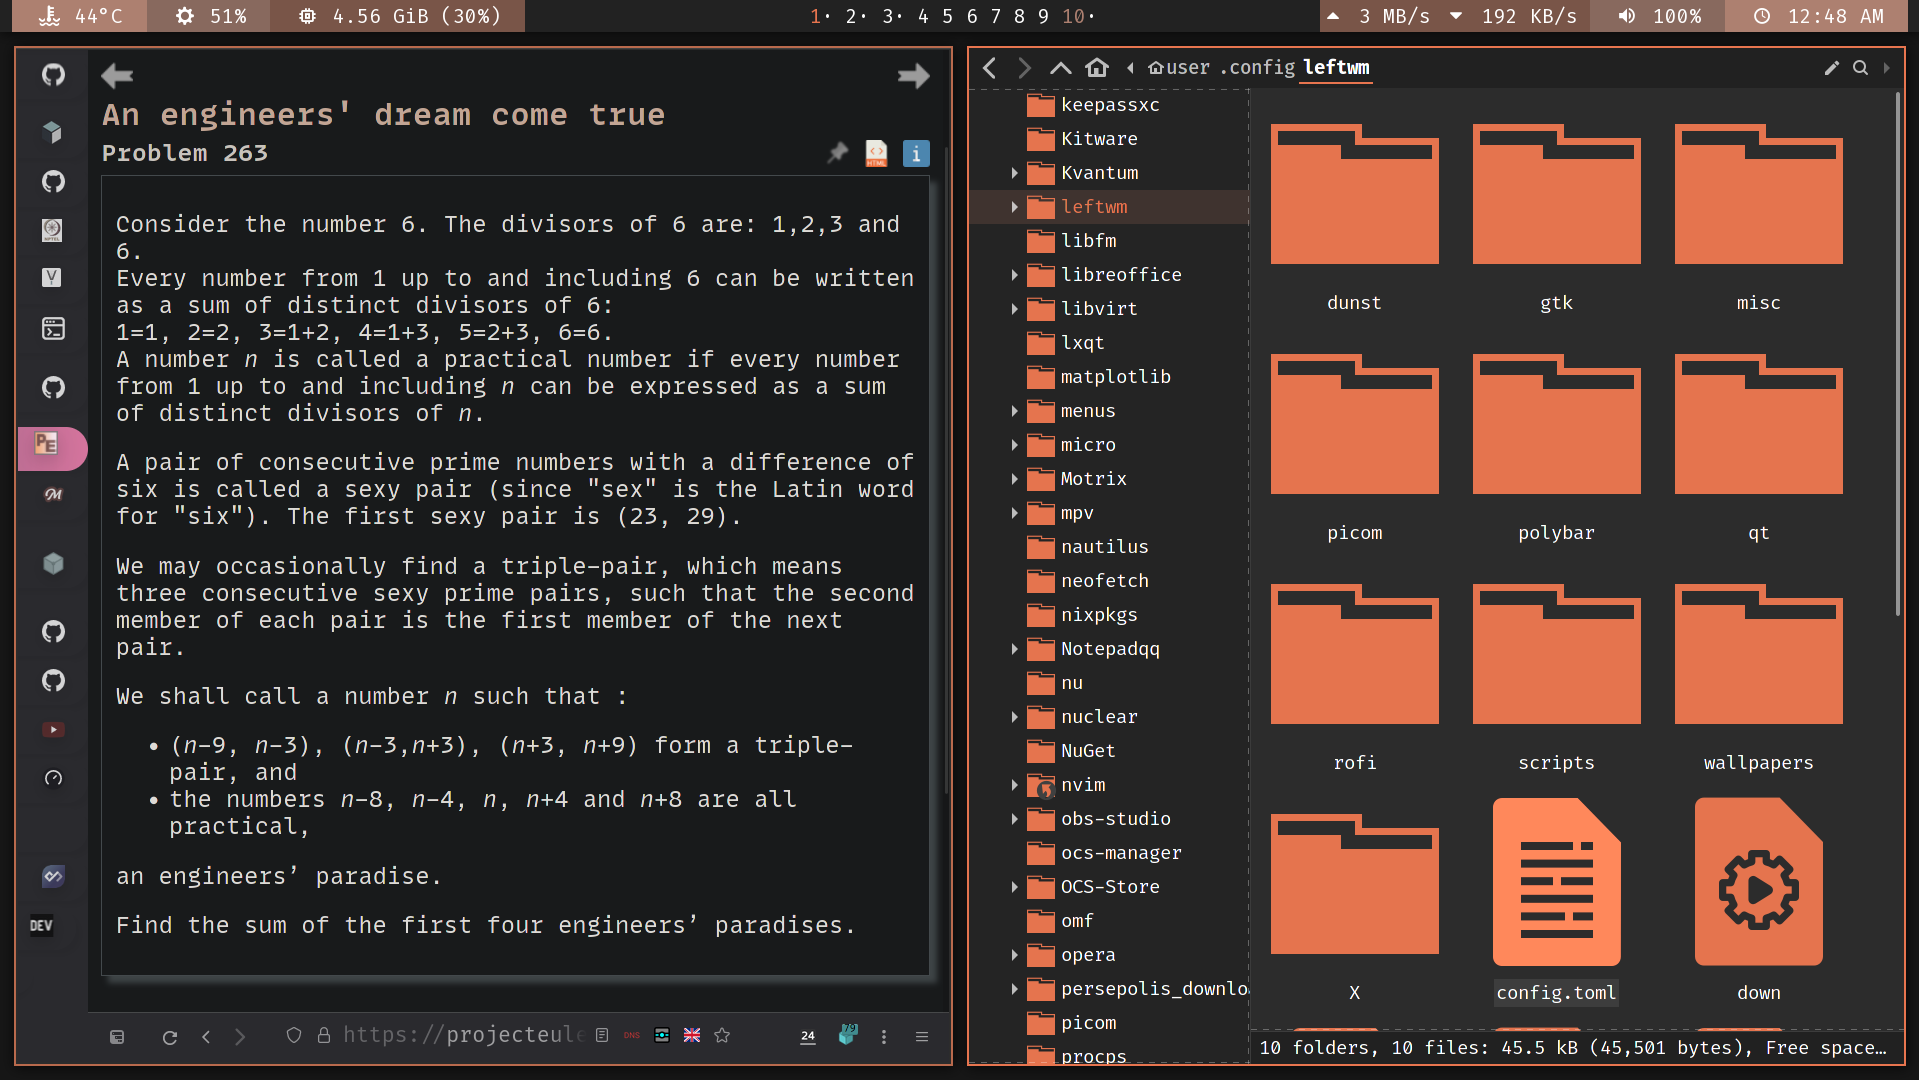 44°C 51% 4.56 GiB (30%) 1· 2· 3· 4 5 6 7 8 9 10· 3 MB/s 192 KB/s 100% 12:48 AM
An engineers' dream come true
Problem 263
HTML
i
Consider the number 6. The divisors of 6 are: 1,2,3 and
6.
Every number from 1 up to and including 6 can be written
as a sum of distinct divisors of 6:
1=1, 2=2, 3=1+2, 4=1+3, 5=2+3, 6=6.
A number n is called a practical number if every number
from 1 up to and including n can be expressed as a sum
of distinct divisors of n.
A pair of consecutive prime numbers with a difference of
six is called a sexy pair (since "sex" is the Latin word
for "six"). The first sexy pair is (23, 29).
We may occasionally find a triple-pair, which means
three consecutive sexy prime pairs, such that the second
member of each pair is the first member of the next
pair.
We shall call a number n such that :
• (n-9, n-3), (n-3,n+3), (n+3, n+9) form a triple-
pair, and
• the numbers n-8, n-4, n, n+4 and n+8 are all
practical,
an engineers’ paradise.
Find the sum of the first four engineers’ paradises.
PE
DEV
https://projecteule
DNS
24
79
user .config leftwm
keepassxc
Kitware
Kvantum
leftwm
libfm
libreoffice
libvirt
lxqt
matplotlib
menus
micro
Motrix
mpv
nautilus
neofetch
nixpkgs
Notepadqq
nu
nuclear
NuGet
nvim
obs-studio
ocs-manager
OCS-Store
omf
opera
persepolis_downlo
picom
procps
dunst gtk misc
picom polybar qt
rofi scripts wallpapers
X config.toml down
10 folders, 10 files: 45.5 kB (45,501 bytes), Free space…